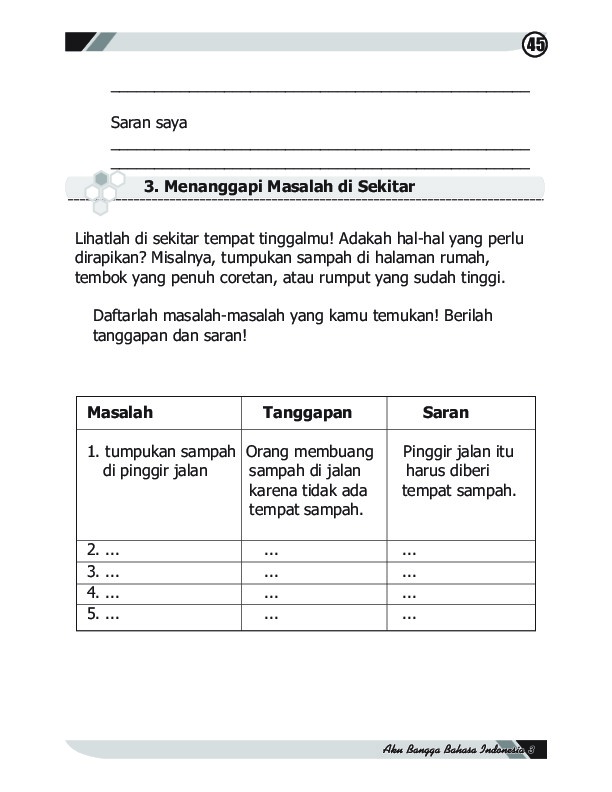 45
Saran saya
3. Menanggapi Masalah di Sekitar
Lihatlah di sekitar tempat tinggalmu! Adakah hal-hal yang perlu
dirapikan? Misalnya, tumpukan sampah di halaman rumah,
tembok yang penuh coretan, atau rumput yang sudah tinggi.
Daftarlah masalah-masalah yang kamu temukan! Berilah
tanggapan dan saran!
Masalah Tanggapan Saran
1. tumpukan sampah Orang membuang Pinggir jalan itu
di pinggir jalan sampah di jalan harus diberi
karena tidak ada tempat sampah.
tempat sampah.
2. ... ... ...
3. ... ... ...
4. ... ... ...
5. ... ... ...
Aku Bangga Bahasa Indonesia 3